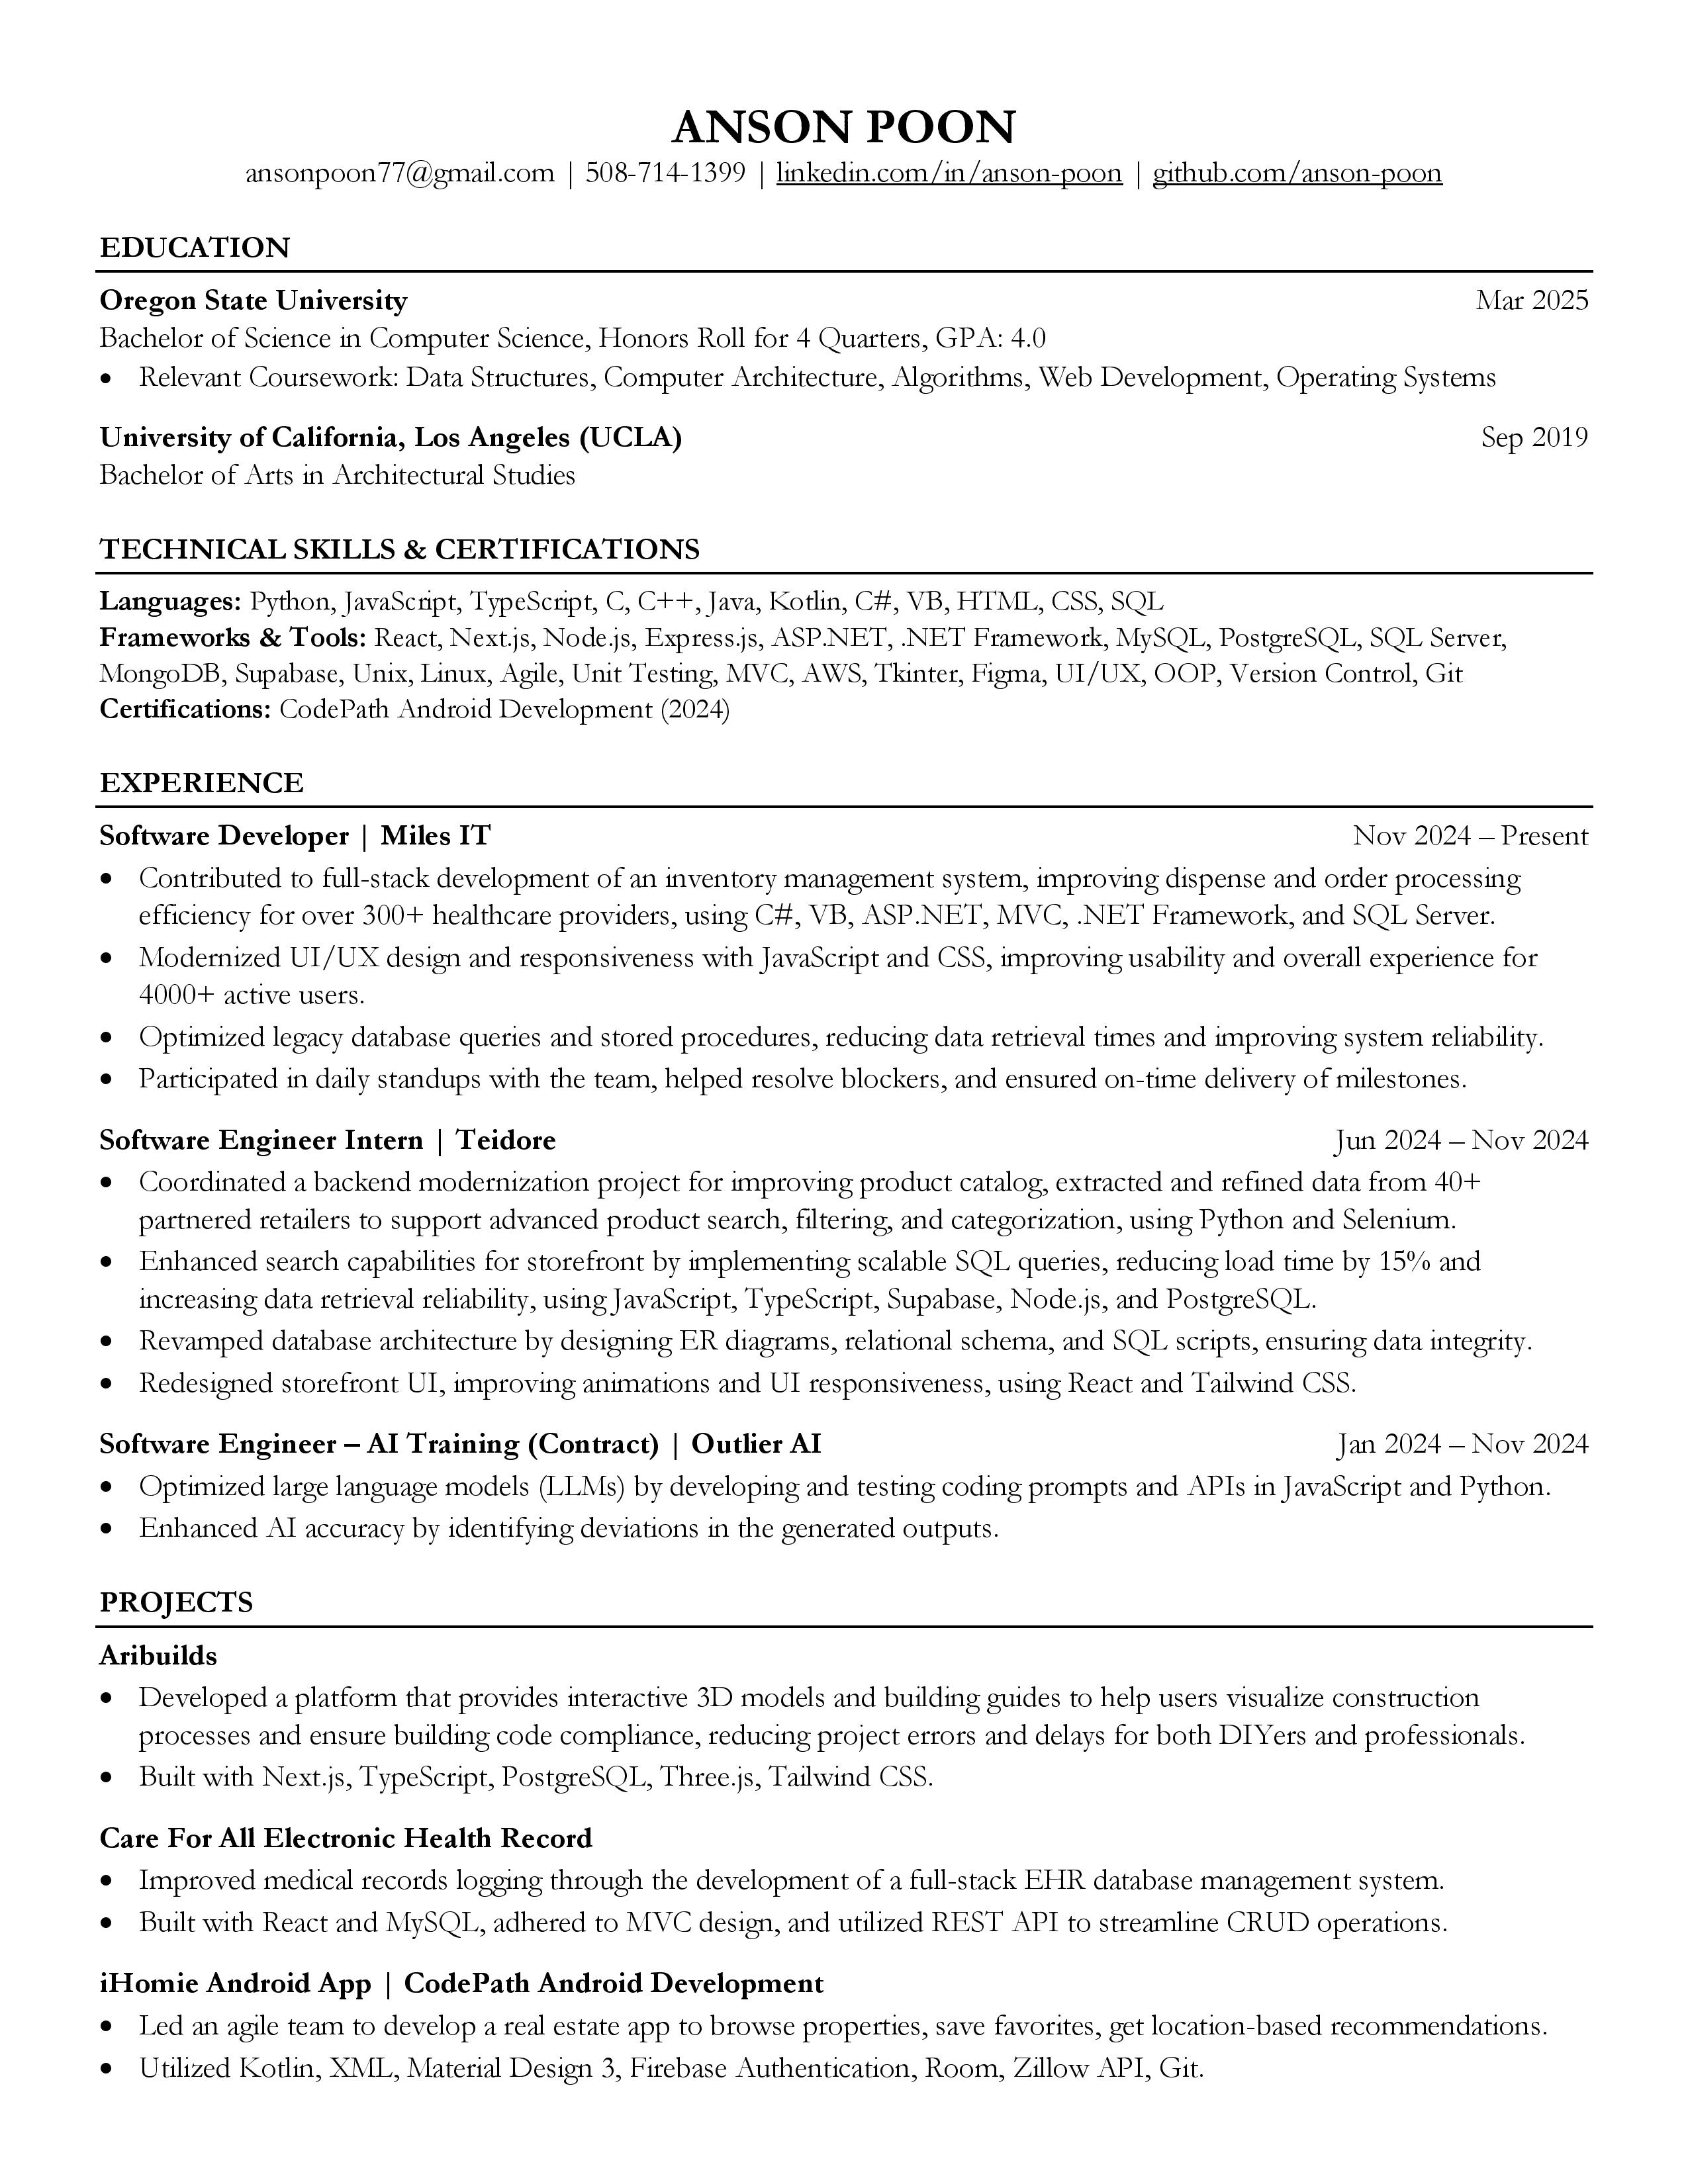 ANSON POON
ansonpoon77@gmail.com | 508-714-1399 | linkedin.com/in/anson-poon | github.com/anson-poon
EDUCATION
Oregon State University Mar 2025
Bachelor of Science in Computer Science, Honors Roll for 4 Quarters, GPA: 4.0
• Relevant Coursework: Data Structures, Computer Architecture, Algorithms, Web Development, Operating Systems
University of California, Los Angeles (UCLA) Sep 2019
Bachelor of Arts in Architectural Studies
TECHNICAL SKILLS & CERTIFICATIONS
Languages: Python, JavaScript, TypeScript, C, C++, Java, Kotlin, C#, VB, HTML, CSS, SQL
Frameworks & Tools: React, Next.js, Node.js, Express.js, ASP.NET, .NET Framework, MySQL, PostgreSQL, SQL Server,
MongoDB, Supabase, Unix, Linux, Agile, Unit Testing, MVC, AWS, Tkinter, Figma, UI/UX, OOP, Version Control, Git
Certifications: CodePath Android Development (2024)
EXPERIENCE
Software Developer | Miles IT Nov 2024 – Present
• Contributed to full-stack development of an inventory management system, improving dispense and order processing
efficiency for over 300+ healthcare providers, using C#, VB, ASP.NET, MVC, .NET Framework, and SQL Server.
• Modernized UI/UX design and responsiveness with JavaScript and CSS, improving usability and overall experience for
4000+ active users.
• Optimized legacy database queries and stored procedures, reducing data retrieval times and improving system reliability.
• Participated in daily standups with the team, helped resolve blockers, and ensured on-time delivery of milestones.
Software Engineer Intern | Teidore Jun 2024 – Nov 2024
• Coordinated a backend modernization project for improving product catalog, extracted and refined data from 40+
partnered retailers to support advanced product search, filtering, and categorization, using Python and Selenium.
• Enhanced search capabilities for storefront by implementing scalable SQL queries, reducing load time by 15% and
increasing data retrieval reliability, using JavaScript, TypeScript, Supabase, Node.js, and PostgreSQL.
• Revamped database architecture by designing ER diagrams, relational schema, and SQL scripts, ensuring data integrity.
• Redesigned storefront UI, improving animations and UI responsiveness, using React and Tailwind CSS.
Software Engineer – AI Training (Contract) | Outlier AI Jan 2024 – Nov 2024
• Optimized large language models (LLMs) by developing and testing coding prompts and APIs in JavaScript and Python.
• Enhanced AI accuracy by identifying deviations in the generated outputs.
PROJECTS
Aribuilds
• Developed a platform that provides interactive 3D models and building guides to help users visualize construction
processes and ensure building code compliance, reducing project errors and delays for both DIYers and professionals.
• Built with Next.js, TypeScript, PostgreSQL, Three.js, Tailwind CSS.
Care For All Electronic Health Record
• Improved medical records logging through the development of a full-stack EHR database management system.
• Built with React and MySQL, adhered to MVC design, and utilized REST API to streamline CRUD operations.
iHomie Android App | CodePath Android Development
• Led an agile team to develop a real estate app to browse properties, save favorites, get location-based recommendations.
• Utilized Kotlin, XML, Material Design 3, Firebase Authentication, Room, Zillow API, Git.